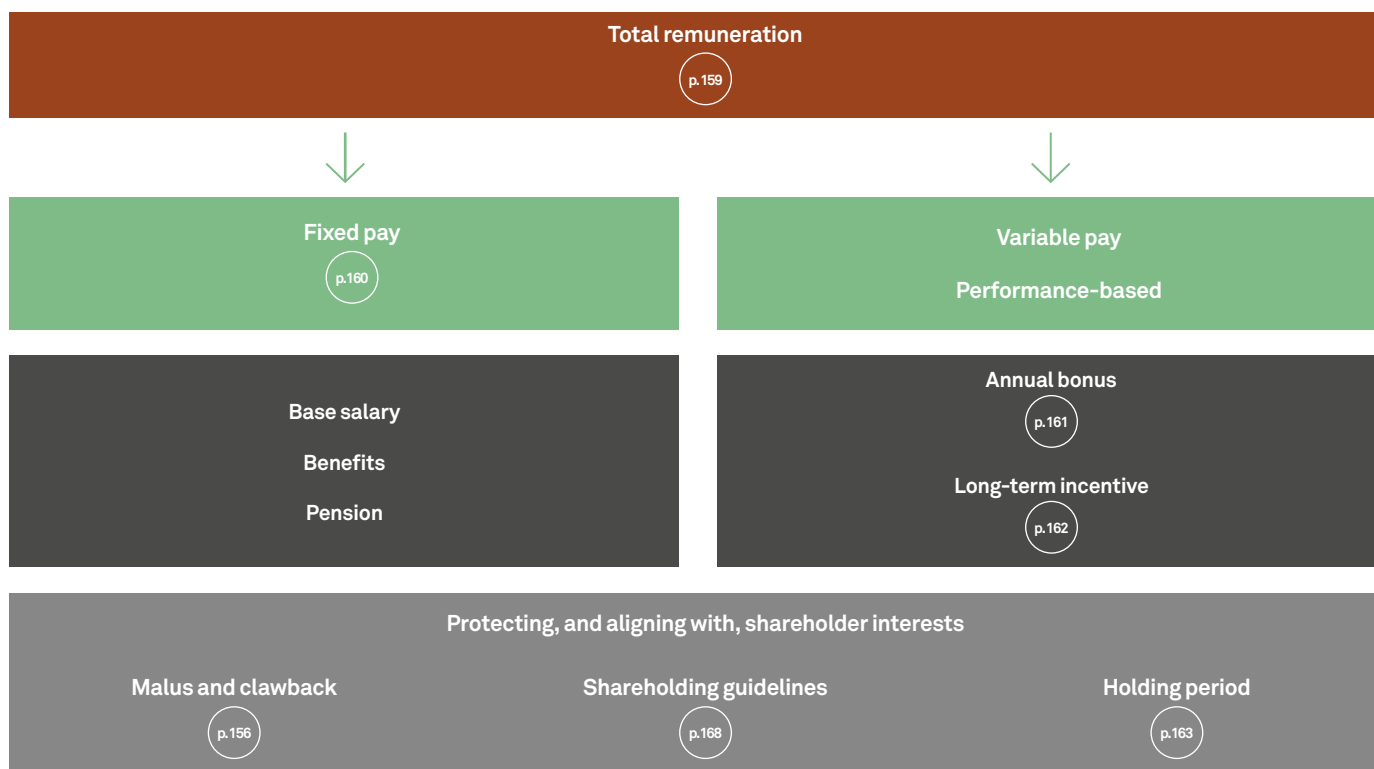 Total remuneration
p.159
Fixed pay
p.160
Variable pay
Performance-based
Base salary
Benefits
Pension
Annual bonus
p.161
Long-term incentive
p.162
Protecting, and aligning with, shareholder interests
Malus and clawback
p.156
Shareholding guidelines
p.168
Holding period
p.163